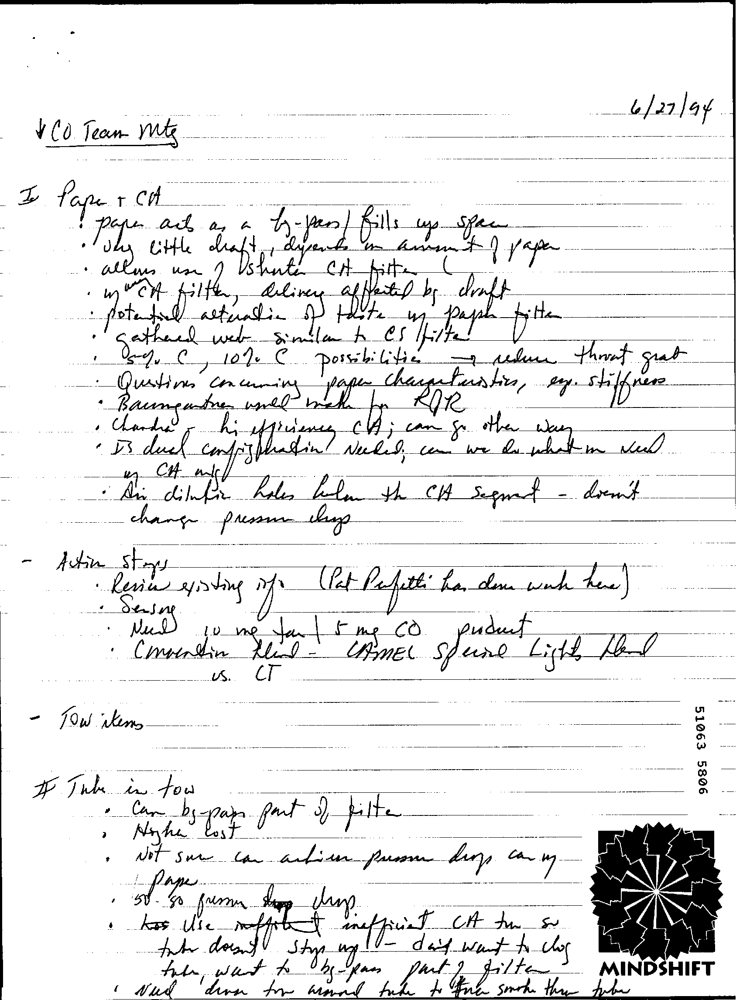 6/27/94
↓ CO Team Mtg
I Paper + CA
• paper acts as a by-pass / fills up space
• Very little draft, depends on amount of paper
• allows use of shorter CA filter (
• w/ CA filter, delivery affected by draft
• potential alteration of taste w/ paper filter
• gathered web similar to CS filter
• 5% C, 10% C possibilities → reduce throat grab
• Questions concerning paper characteristics, eg. stiffness
• Baumgartner would make for RJR
• Chandra - hi efficiency CA; can go other way
• Is dual configuration needed; can we do what we need
w/ CA only
• Air dilution holes below the CA segment - doesn't
change pressure drop
- Action Steps
• Review existing info (Pat Perfetti has done work here)
• Sensory
• Need 10 mg tar / 5 mg CO product
• Convention blend - CAMEL Special Lights blend
vs. CT
- Tow items
II Tube in tow
• Can by-pass part of filter
• Higher Cost
• Not sure can achieve pressure drops can w/
paper
• 50-80 pressure drop
• Use inefficient CA tow so
tube doesn't stop up - don't want to clog
tube, want to by-pass part of filter
• Need denser tow around tube to force smoke thru tube
51063 5806
MINDSHIFT